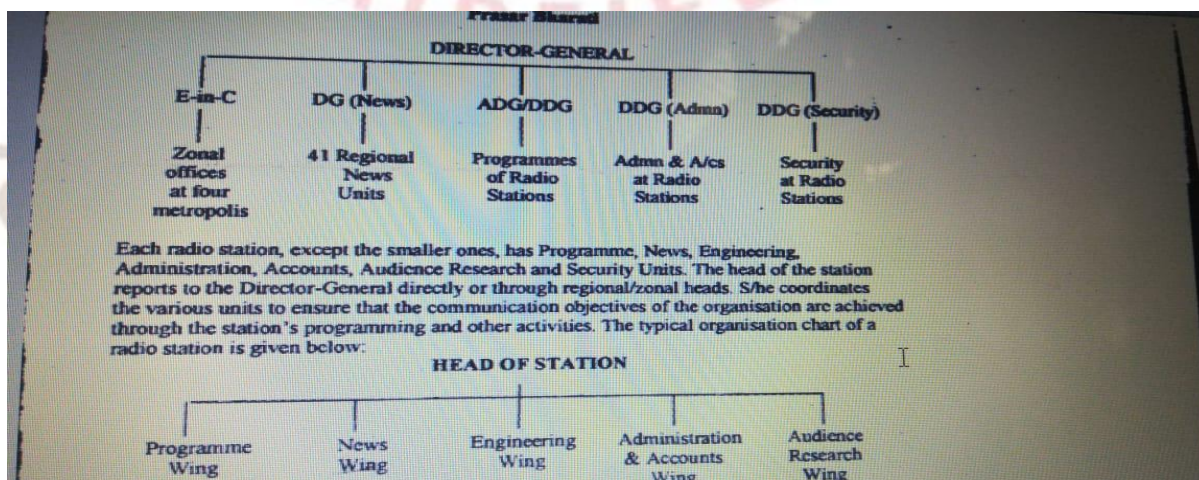 Prasar Bharati
DIRECTOR-GENERAL
E-in-C DG (News) ADG/DDG DDG (Admn) DDG (Security)
Zonal 41 Regional Programmes Admn & A/cs Security
offices News of Radio at Radio at Radio
at four Units Stations Stations Stations
metropolis
Each radio station, except the smaller ones, has Programme, News, Engineering,
Administration, Accounts, Audience Research and Security Units. The head of the station
reports to the Director-General directly or through regional/zonal heads. S/he coordinates
the various units to ensure that the communication objectives of the organisation are achieved
through the station's programming and other activities. The typical organisation chart of a
radio station is given below:
HEAD OF STATION
Programme News Engineering Administration Audience
Wing Wing Wing & Accounts Research
Wing Wing